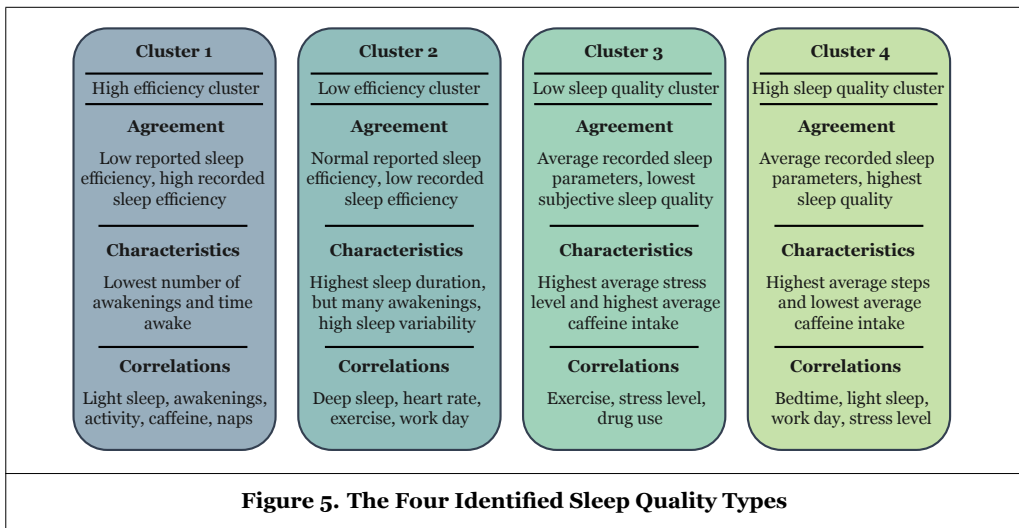 Cluster 1
High efficiency cluster
Agreement
Low reported sleep
efficiency, high recorded
sleep efficiency
Characteristics
Lowest number of
awakenings and time
awake
Correlations
Light sleep, awakenings,
activity, caffeine, naps
Cluster 2
Low efficiency cluster
Agreement
Normal reported sleep
efficiency, low recorded
sleep efficiency
Characteristics
Highest sleep duration,
but many awakenings,
high sleep variability
Correlations
Deep sleep, heart rate,
exercise, work day
Cluster 3
Low sleep quality cluster
Agreement
Average recorded sleep
parameters, lowest
subjective sleep quality
Characteristics
Highest average stress
level and highest average
caffeine intake
Correlations
Exercise, stress level,
drug use
Cluster 4
High sleep quality cluster
Agreement
Average recorded sleep
parameters, highest
sleep quality
Characteristics
Highest average steps
and lowest average
caffeine intake
Correlations
Bedtime, light sleep,
work day, stress level
Figure 5. The Four Identified Sleep Quality Types